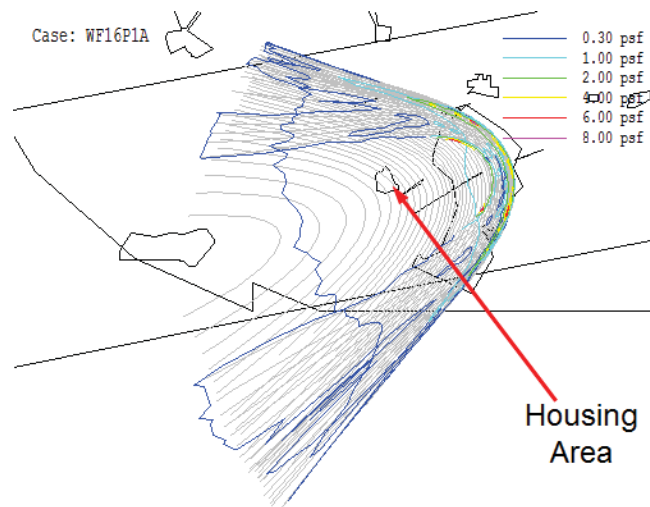 Case: WF16P1A
0.30 psf
1.00 psf
2.00 psf
4.00 psf
6.00 psf
8.00 psf
Housing
Area